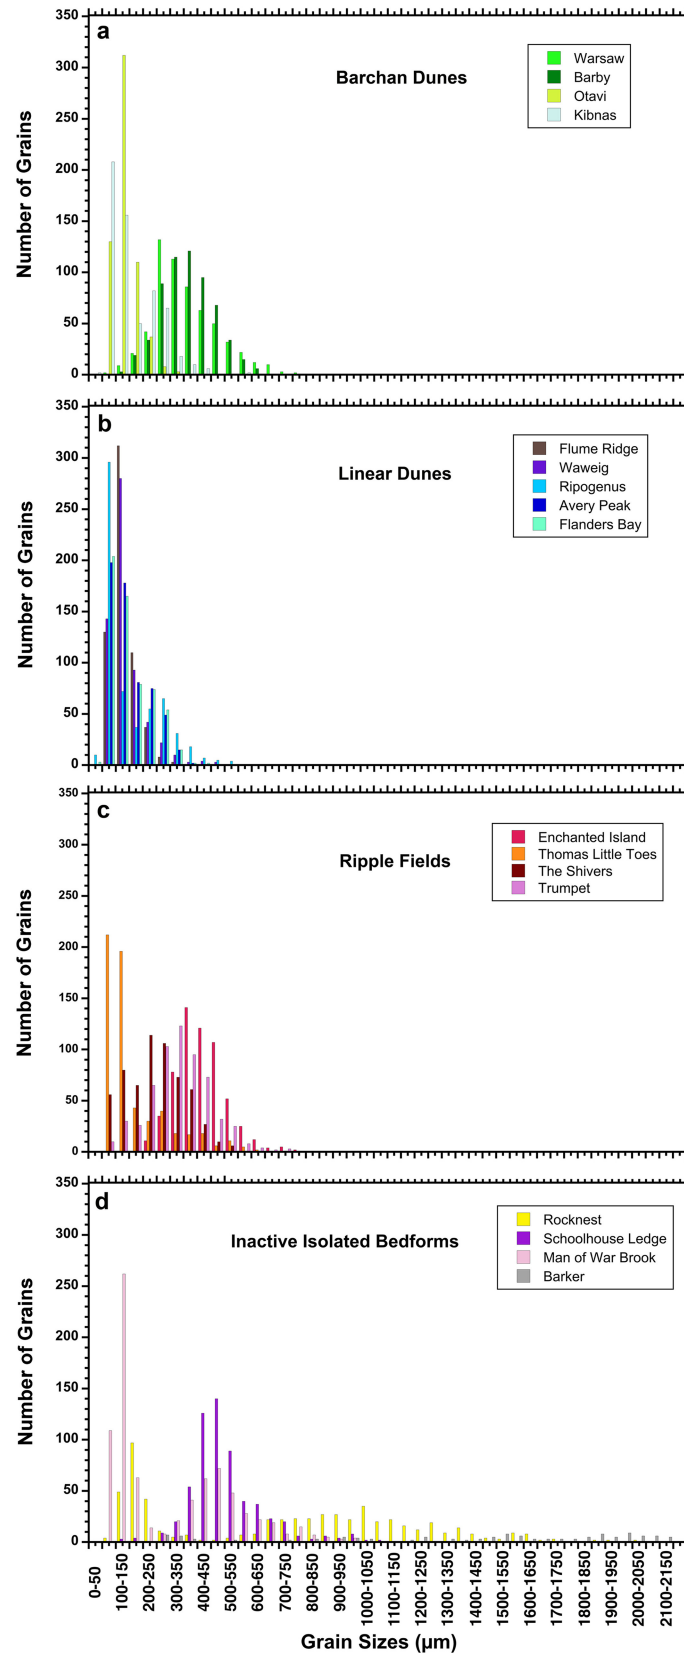 350
a
300
250
200
150
100
50
0
Number of Grains
Barchan Dunes
Warsaw
Barby
Otavi
Kibnas
350
b
300
250
200
150
100
50
0
Number of Grains
Linear Dunes
Flume Ridge
Waweig
Ripogenus
Avery Peak
Flanders Bay
350
c
300
250
200
150
100
50
0
Number of Grains
Ripple Fields
Enchanted Island
Thomas Little Toes
The Shivers
Trumpet
350
d
300
250
200
150
100
50
0
Number of Grains
Inactive Isolated Bedforms
Rocknest
Schoolhouse Ledge
Man of War Brook
Barker
0-50
100-150
200-250
300-350
400-450
500-550
600-650
700-750
800-850
900-950
1000-1050
1100-1150
1200-1250
1300-1350
1400-1450
1500-1550
1600-1650
1700-1750
1800-1850
1900-1950
2000-2050
2100-2150
Grain Sizes (µm)